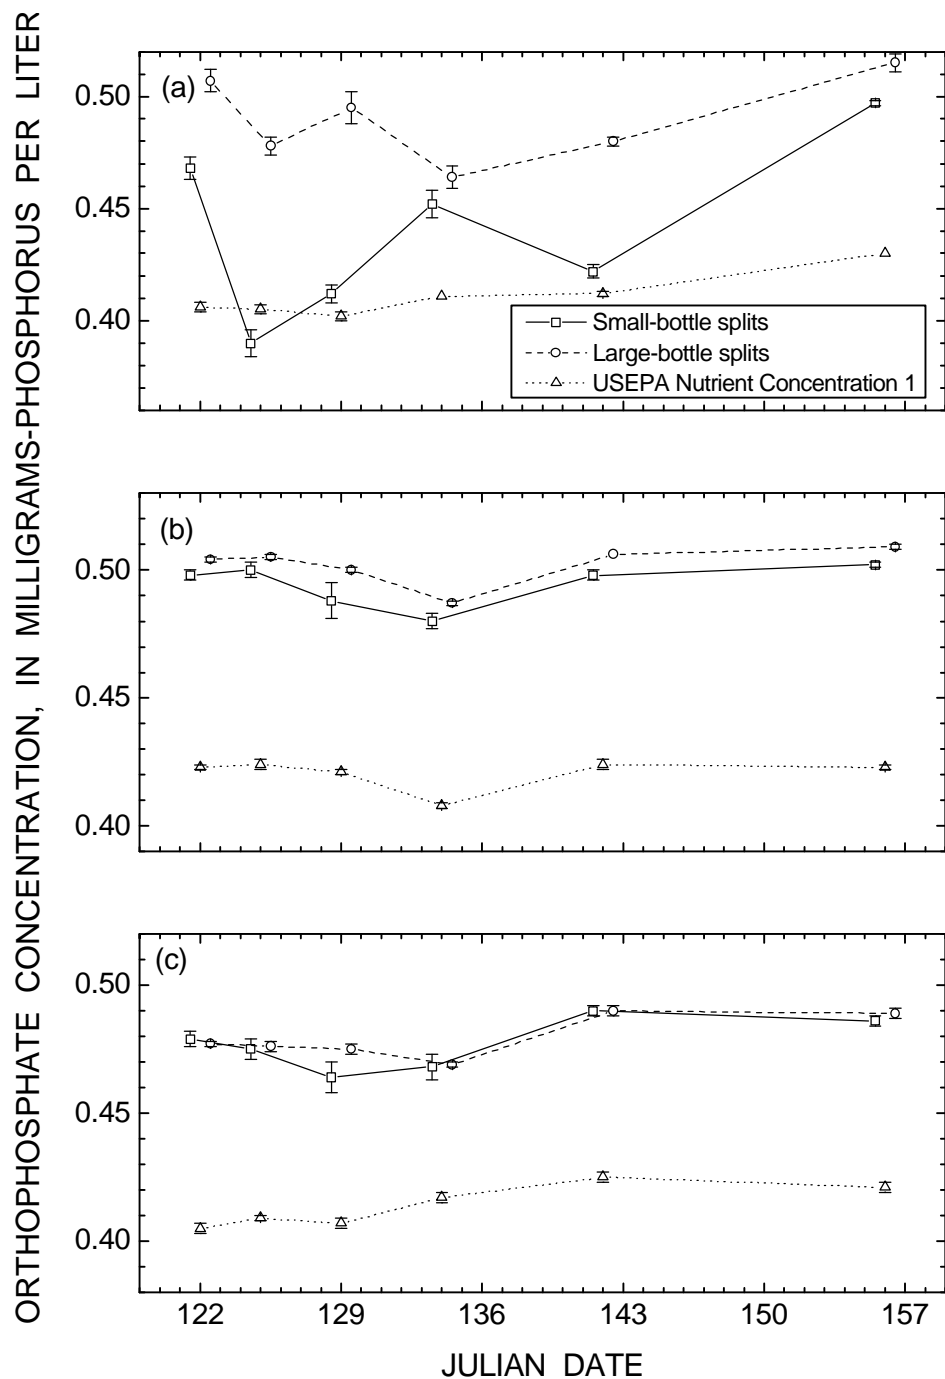 ORTHOPHOSPHATE CONCENTRATION, IN MILLIGRAMS-PHOSPHORUS PER LITER
(a)
0.50
0.45
0.40
Small-bottle splits
Large-bottle splits
USEPA Nutrient Concentration 1
(b)
0.50
0.45
0.40
(c)
0.50
0.45
0.40
122 129 136 143 150 157
JULIAN DATE